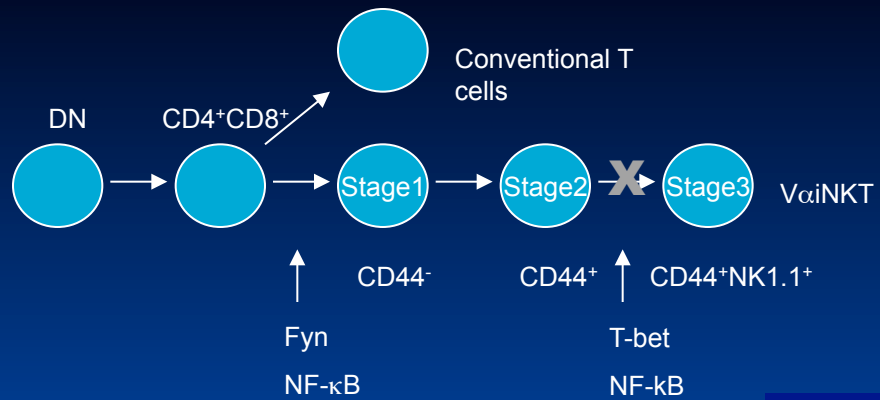 Conventional T
cells
DN
CD4⁺CD8⁺
Stage1
Stage2
X
Stage3
VαiNKT
CD44⁻
CD44⁺
CD44⁺NK1.1⁺
Fyn
T-bet
NF-κB
NF-kB